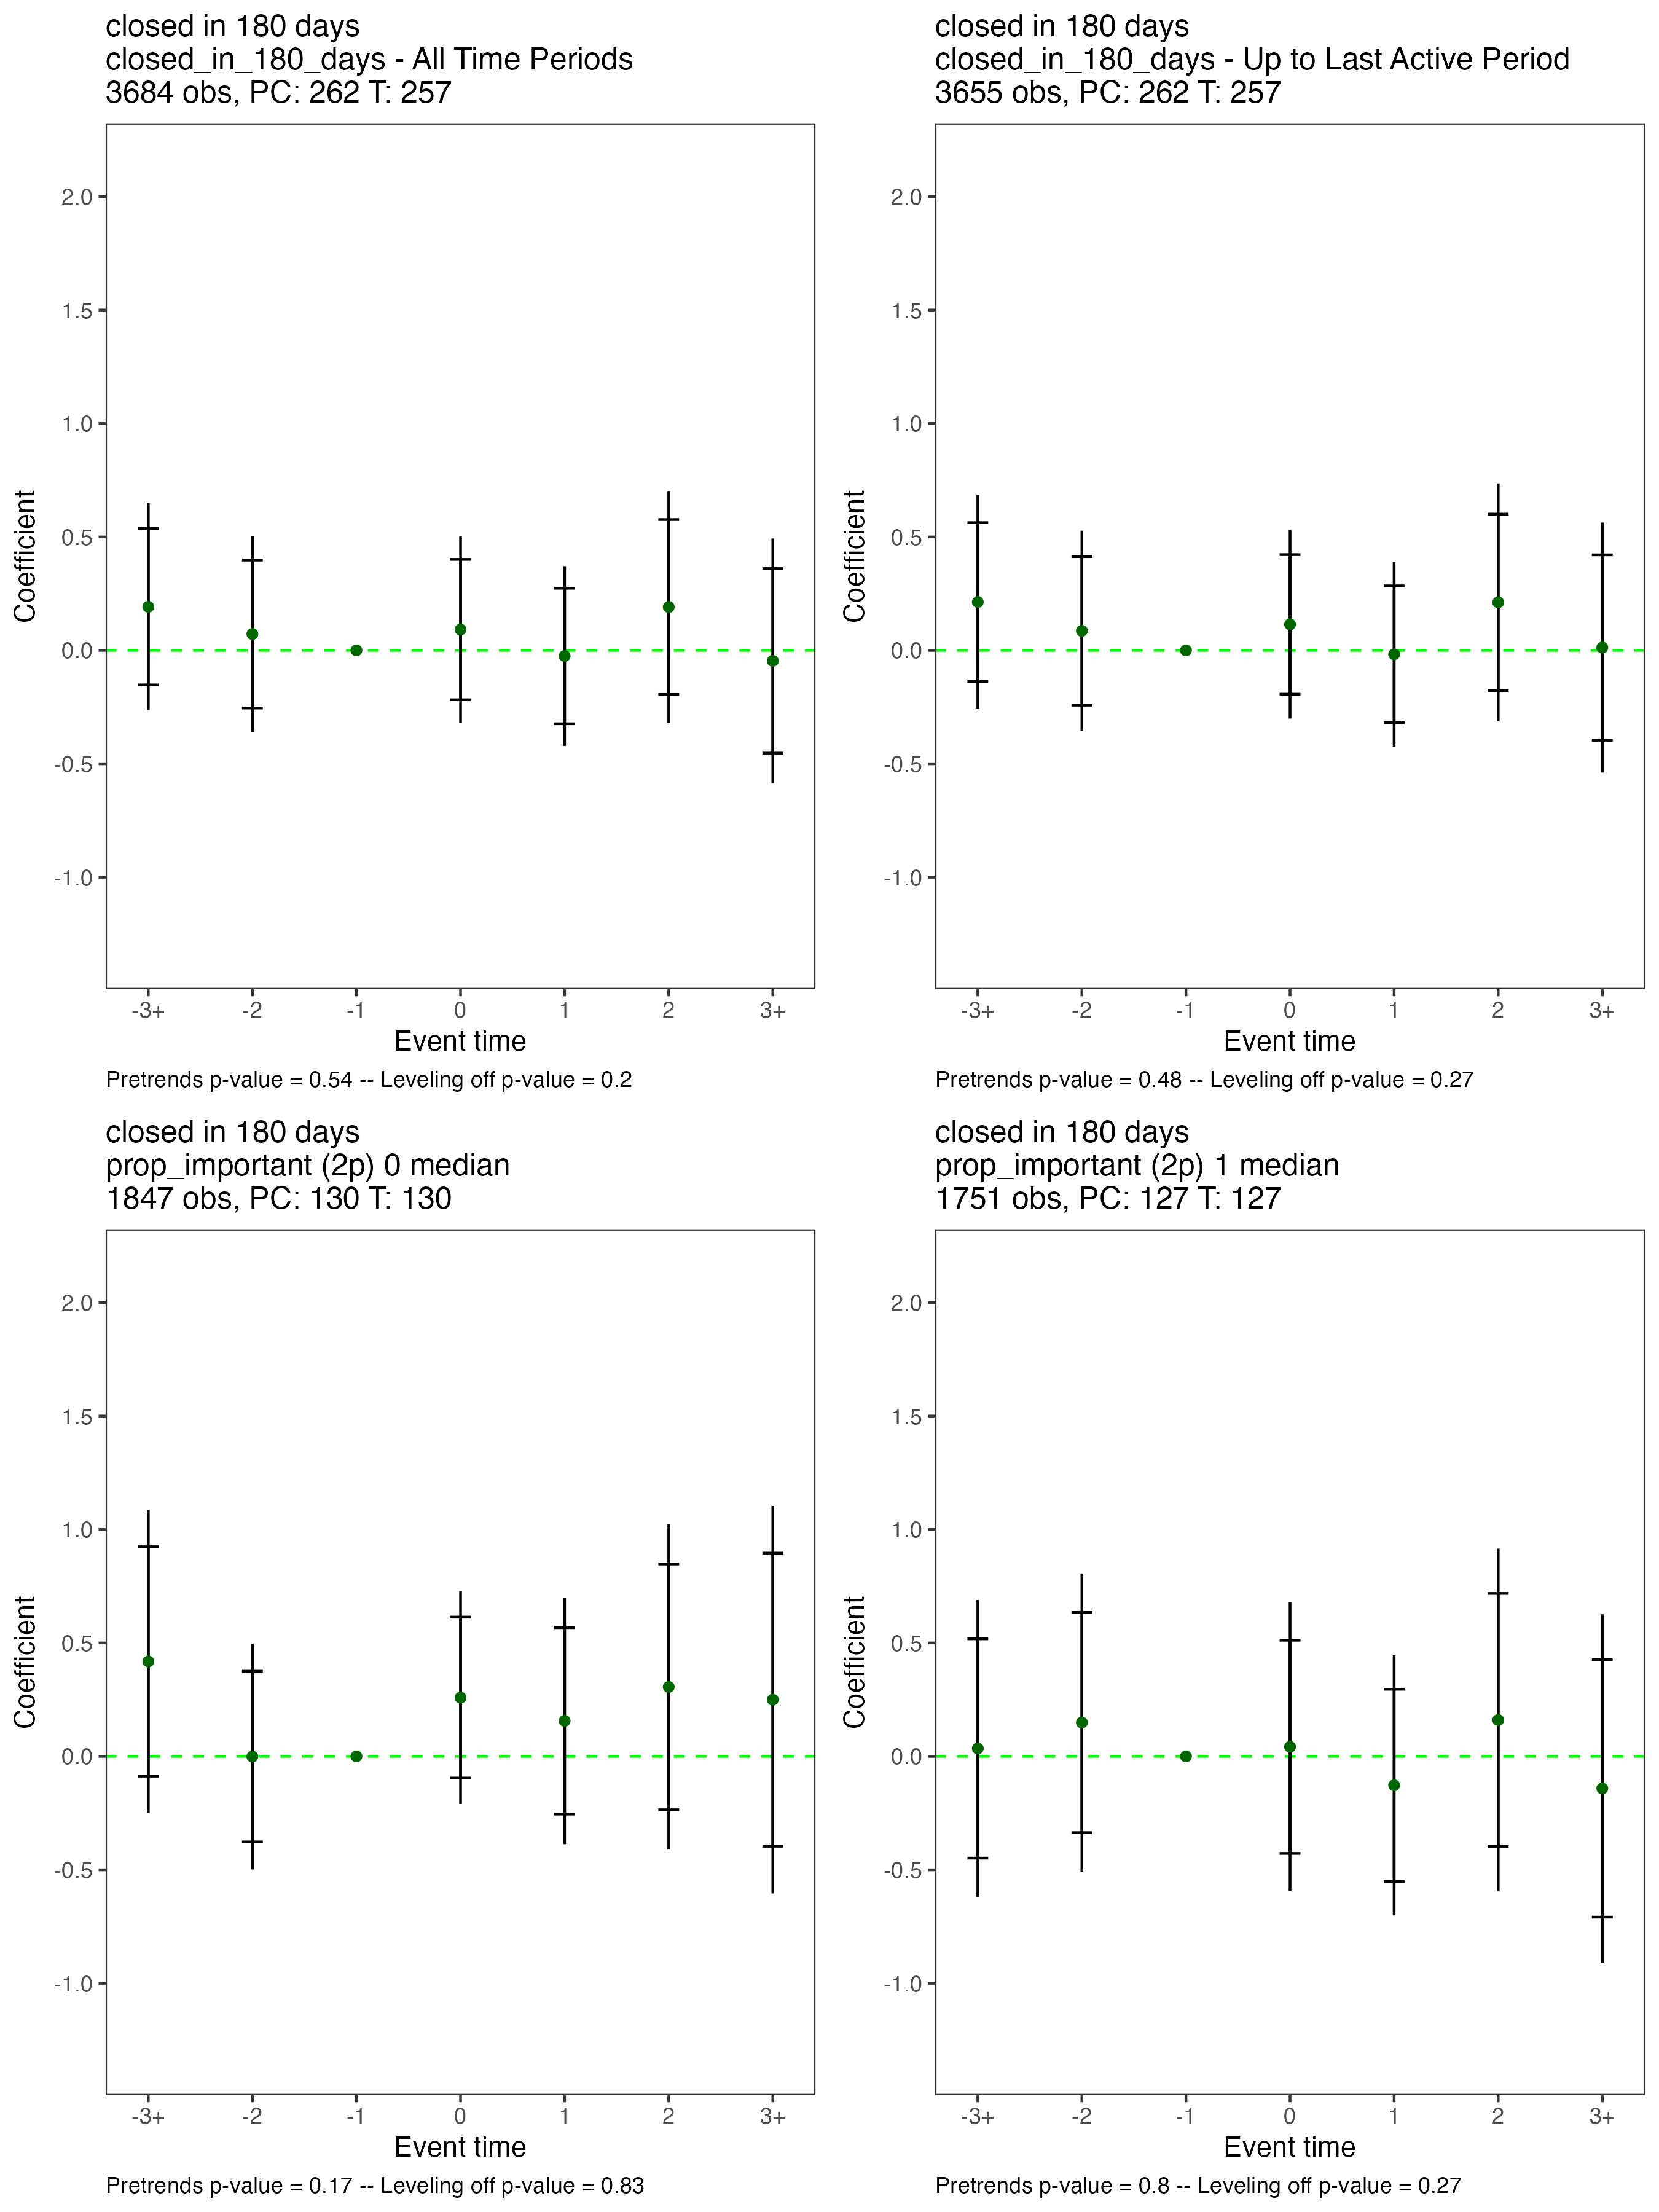 closed in 180 days
closed_in_180_days - All Time Periods
3684 obs, PC: 262 T: 257
2.0
1.5
1.0
0.5
0.0
-0.5
-1.0
Coefficient
-3+ -2 -1 0 1 2 3+
Event time
Pretrends p-value = 0.54 -- Leveling off p-value = 0.2
closed in 180 days
closed_in_180_days - Up to Last Active Period
3655 obs, PC: 262 T: 257
2.0
1.5
1.0
0.5
0.0
-0.5
-1.0
Coefficient
-3+ -2 -1 0 1 2 3+
Event time
Pretrends p-value = 0.48 -- Leveling off p-value = 0.27
closed in 180 days
prop_important (2p) 0 median
1847 obs, PC: 130 T: 130
2.0
1.5
1.0
0.5
0.0
-0.5
-1.0
Coefficient
-3+ -2 -1 0 1 2 3+
Event time
Pretrends p-value = 0.17 -- Leveling off p-value = 0.83
closed in 180 days
prop_important (2p) 1 median
1751 obs, PC: 127 T: 127
2.0
1.5
1.0
0.5
0.0
-0.5
-1.0
Coefficient
-3+ -2 -1 0 1 2 3+
Event time
Pretrends p-value = 0.8 -- Leveling off p-value = 0.27